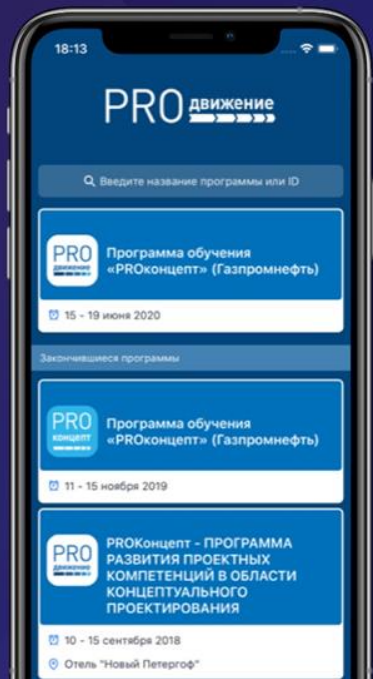 18:13
PRO движение
Введите название программы или ID
PRO
движение
Программа обучения
«PROконцепт» (Газпромнефть)
15 - 19 июня 2020
Закончившиеся программы
PRO
концепт
Программа обучения
«PROконцепт» (Газпромнефть)
11 - 15 ноября 2019
PRO
движение
PROКонцепт - ПРОГРАММА
РАЗВИТИЯ ПРОЕКТНЫХ
КОМПЕТЕНЦИЙ В ОБЛАСТИ
КОНЦЕПТУАЛЬНОГО
ПРОЕКТИРОВАНИЯ
10 - 15 сентября 2018
Отель "Новый Петергоф"